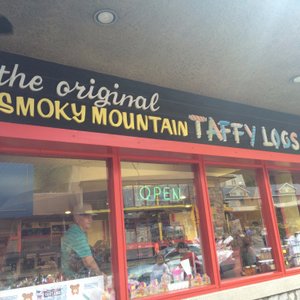 the original
SMOKY MOUNTAIN TAFFY LOGS
OPEN